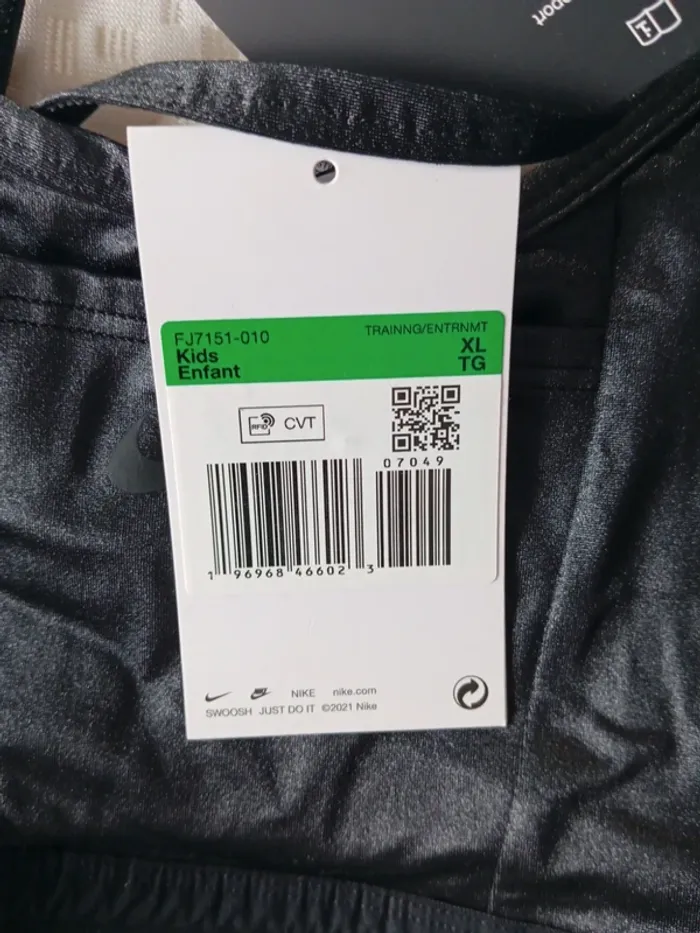 FJ7151-010
Kids
Enfant
TRAINNG/ENTRNMT
XL
TG
RFID
CVT
07049
1 96968 46602 3
NIKE nike.com
SWOOSH JUST DO IT ©2021 Nike